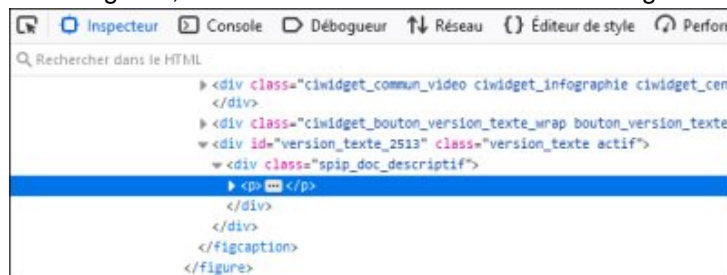 Inspecteur Console Débogueur Réseau Éditeur de style Perfor
Rechercher dans le HTML
<div class="ciwidget_commun_video ciwidget_infographie ciwidget_cen
</div>
<div class="ciwidget_bouton_version_texte_wrap bouton_version_texte
<div id="version_texte_2513" class="version_texte actif">
<div class="spip_doc_descriptif">
<p>…</p>
</div>
</div>
</figcaption>
</figure>